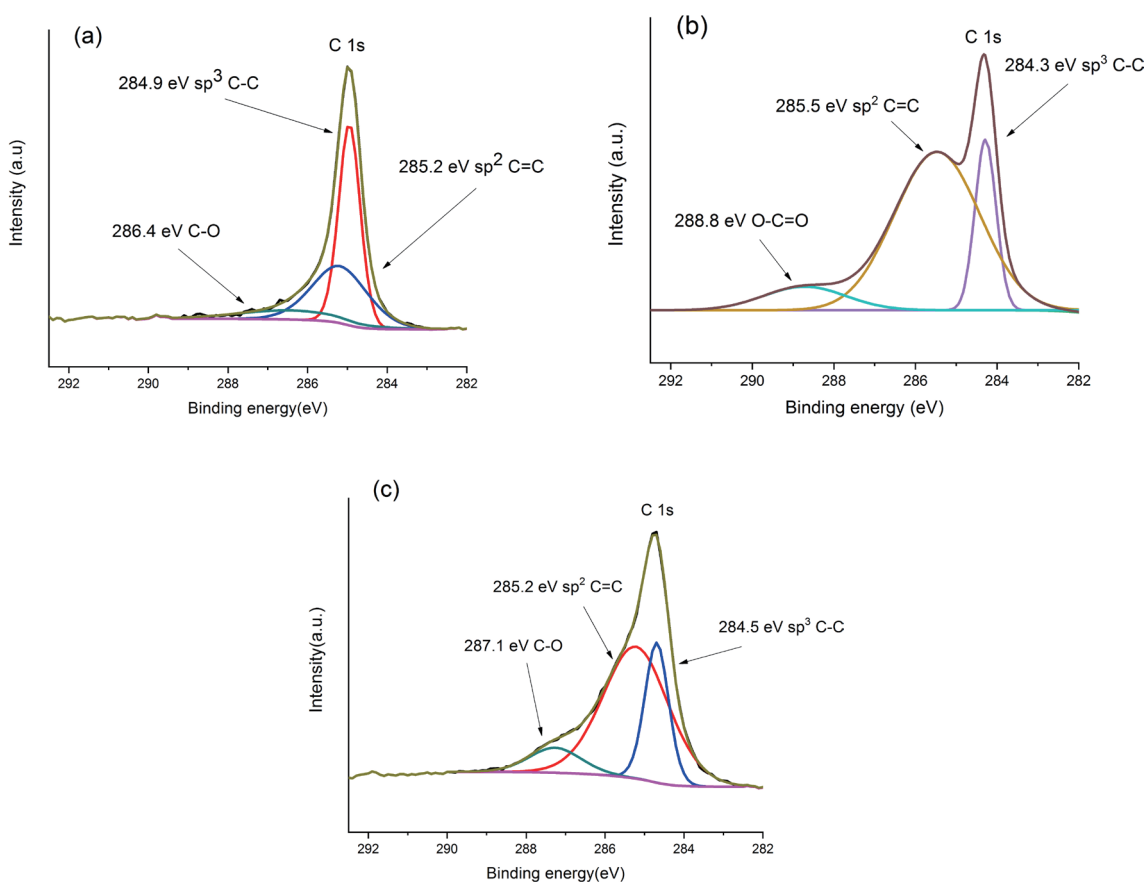 (a)
C 1s
284.9 eV sp³ C-C
285.2 eV sp² C=C
286.4 eV C-O
Intensity (a.u)
292 290 288 286 284 282
Binding energy(eV)
(b)
C 1s
284.3 eV sp³ C-C
285.5 eV sp² C=C
288.8 eV O-C=O
Intensity (a.u.)
292 290 288 286 284 282
Binding energy (eV)
(c)
C 1s
285.2 eV sp² C=C
284.5 eV sp³ C-C
287.1 eV C-O
Intensity(a.u.)
292 290 288 286 284 282
Binding energy(eV)